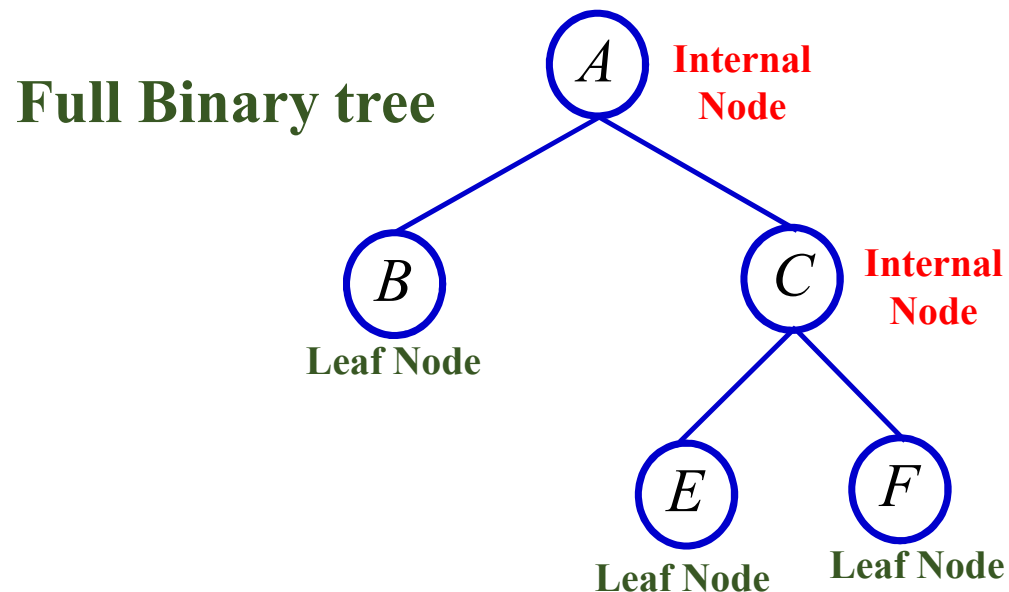 A
Internal
Node
Full Binary tree
B
C
Internal
Node
Leaf Node
E
F
Leaf Node
Leaf Node